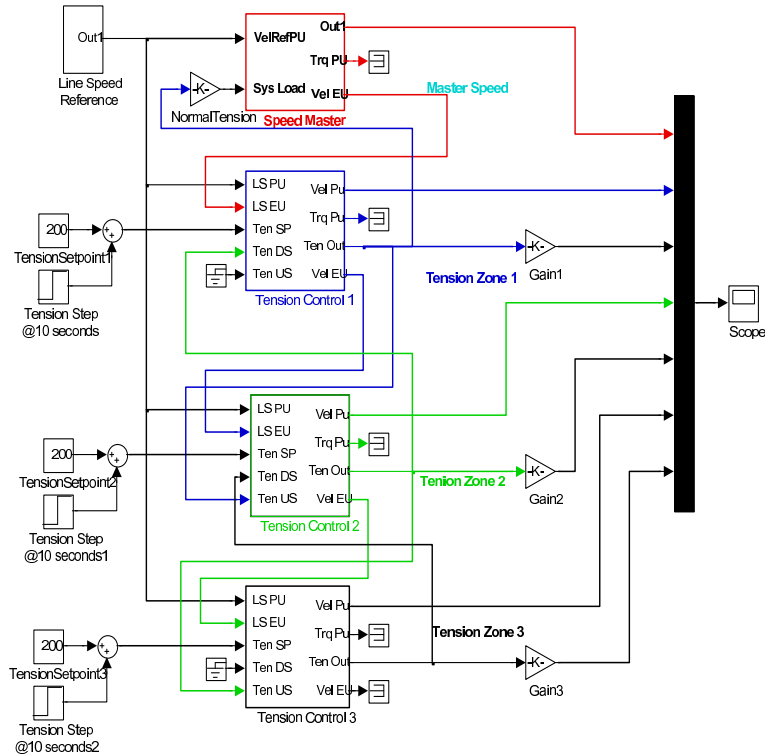 Out1
Line Speed
Reference
VelRefPU
Sys Load
Out1
Trq PU
Vel EU
Speed Master
-K-
NormalTension
Master Speed
LS PU
LS EU
Ten SP
Ten DS
Ten US
Vel Pu
Trq Pu
Ten Out
Vel EU
Tension Control 1
200
TensionSetpoint1
Tension Step
@10 seconds
-K-
Gain1
Tension Zone 1
Scope
LS PU
LS EU
Ten SP
Ten DS
Ten US
Vel Pu
Trq Pu
Ten Out
Vel EU
Tension Control 2
200
TensionSetpoint2
Tension Step
@10 seconds1
-K-
Gain2
Tenion Zone 2
LS PU
LS EU
Ten SP
Ten DS
Ten US
Vel Pu
Trq Pu
Ten Out
Vel EU
Tension Control 3
200
TensionSetpoint3
Tension Step
@10 seconds2
Tension Zone 3
-K-
Gain3